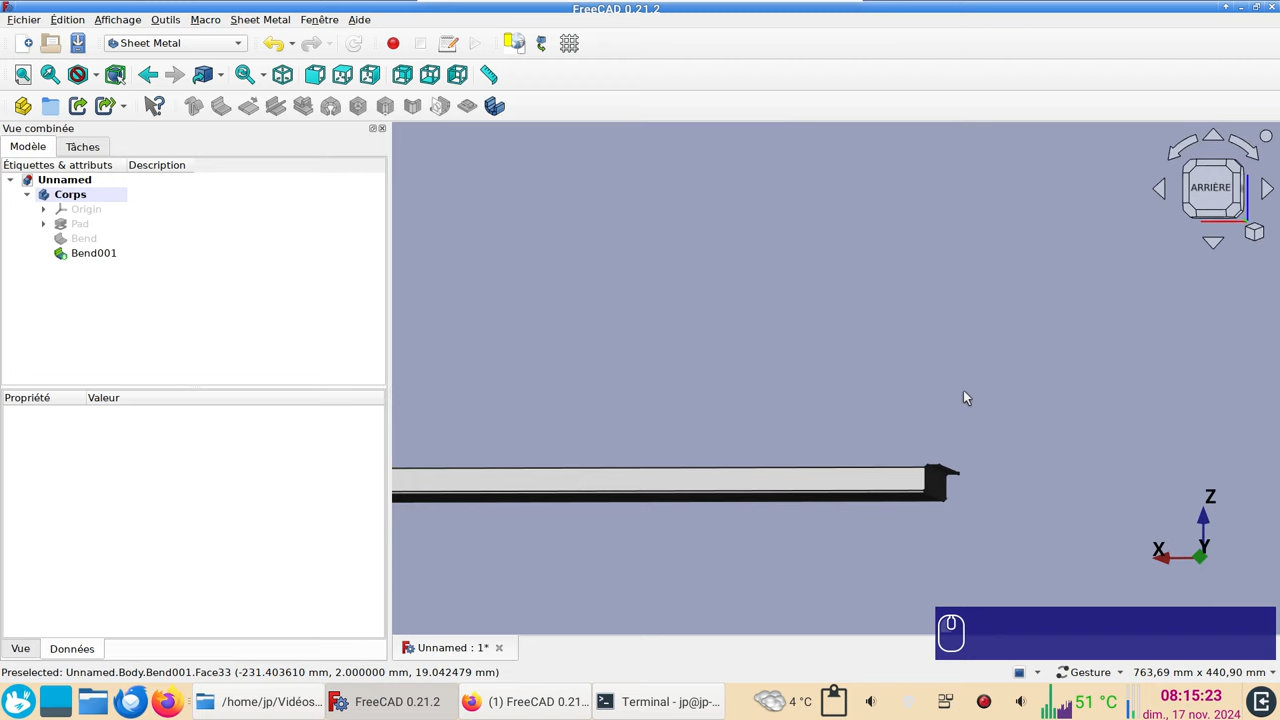 FreeCAD 0.21.2
Fichier Édition Affichage Outils Macro Sheet Metal Fenêtre Aide
Sheet Metal
Vue combinée
Modèle Tâches
Étiquettes & attributs Description
Unnamed
Corps
Origin
Pad
Bend
Bend001
ARRIÈRE
Propriété Valeur
Z
X Y
Vue Données
Unnamed : 1*
Preselected: Unnamed.Body.Bend001.Face33 (-231.403610 mm, 2.000000 mm, 19.042479 mm)
Gesture
763,69 mm x 440,90 mm
/home/jp/Vidéos...
FreeCAD 0.21.2
(1) FreeCAD 0.21....
Terminal - jp@jp-...
4 °C
51 °C
08:15:23
dim., 17 nov. 2024